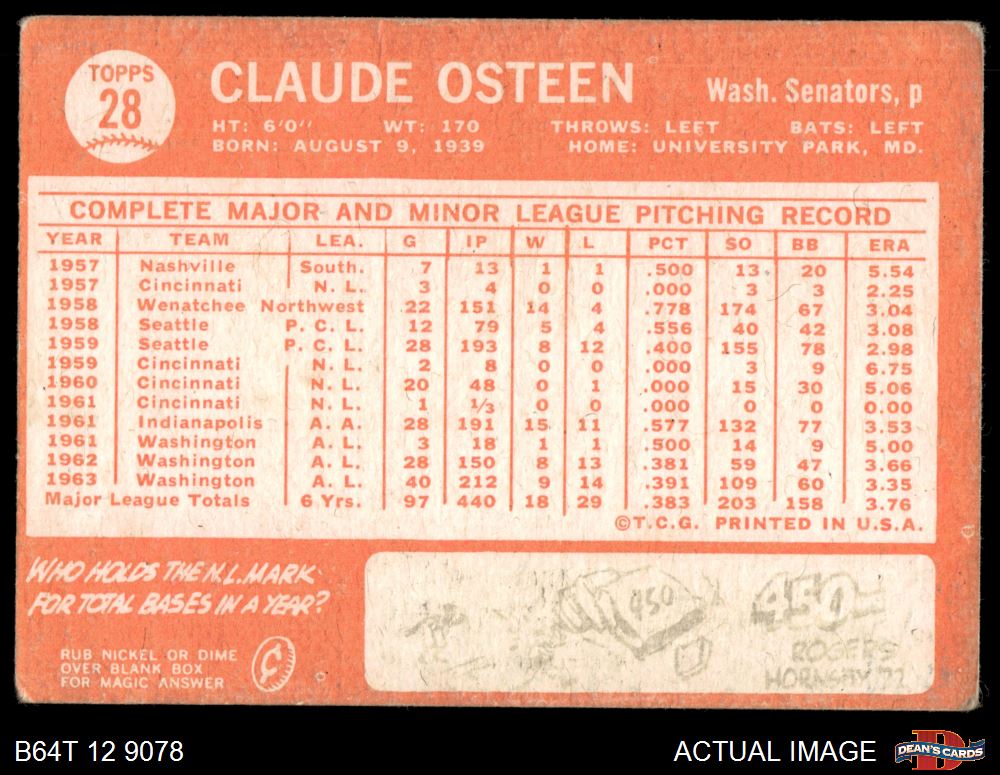 TOPPS
28
CLAUDE OSTEEN
Wash. Senators, p
HT: 6'0" WT: 170 THROWS: LEFT BATS: LEFT
BORN: AUGUST 9, 1939 HOME: UNIVERSITY PARK, MD.
COMPLETE MAJOR AND MINOR LEAGUE PITCHING RECORD
YEAR TEAM LEA. G IP W L PCT SO BB ERA
1957 Nashville South. 7 13 1 1 .500 13 20 5.54
1957 Cincinnati N. L. 3 4 0 0 .000 3 3 2.25
1958 Wenatchee Northwest 22 151 14 4 .778 174 67 3.04
1958 Seattle P. C. L. 12 79 5 4 .556 40 42 3.08
1959 Seattle P. C. L. 28 193 8 12 .400 155 78 2.98
1959 Cincinnati N. L. 2 8 0 0 .000 3 9 6.75
1960 Cincinnati N. L. 20 48 0 1 .000 15 30 5.06
1961 Cincinnati N. L. 1 1/3 0 0 .000 0 0 0.00
1961 Indianapolis A. A. 28 191 15 11 .577 132 77 3.53
1961 Washington A. L. 3 18 1 1 .500 14 9 5.00
1962 Washington A. L. 28 150 8 13 .381 59 47 3.66
1963 Washington A. L. 40 212 9 14 .391 109 60 3.35
Major League Totals 6 Yrs. 97 440 18 29 .383 203 158 3.76
©T.C.G. PRINTED IN U.S.A.
WHO HOLDS THE N.L. MARK
FOR TOTAL BASES IN A YEAR?
RUB NICKEL OR DIME
OVER BLANK BOX
FOR MAGIC ANSWER
450
450
ROGERS
HORNSBY
B64T 12 9078
ACTUAL IMAGE
DEAN'S CARDS